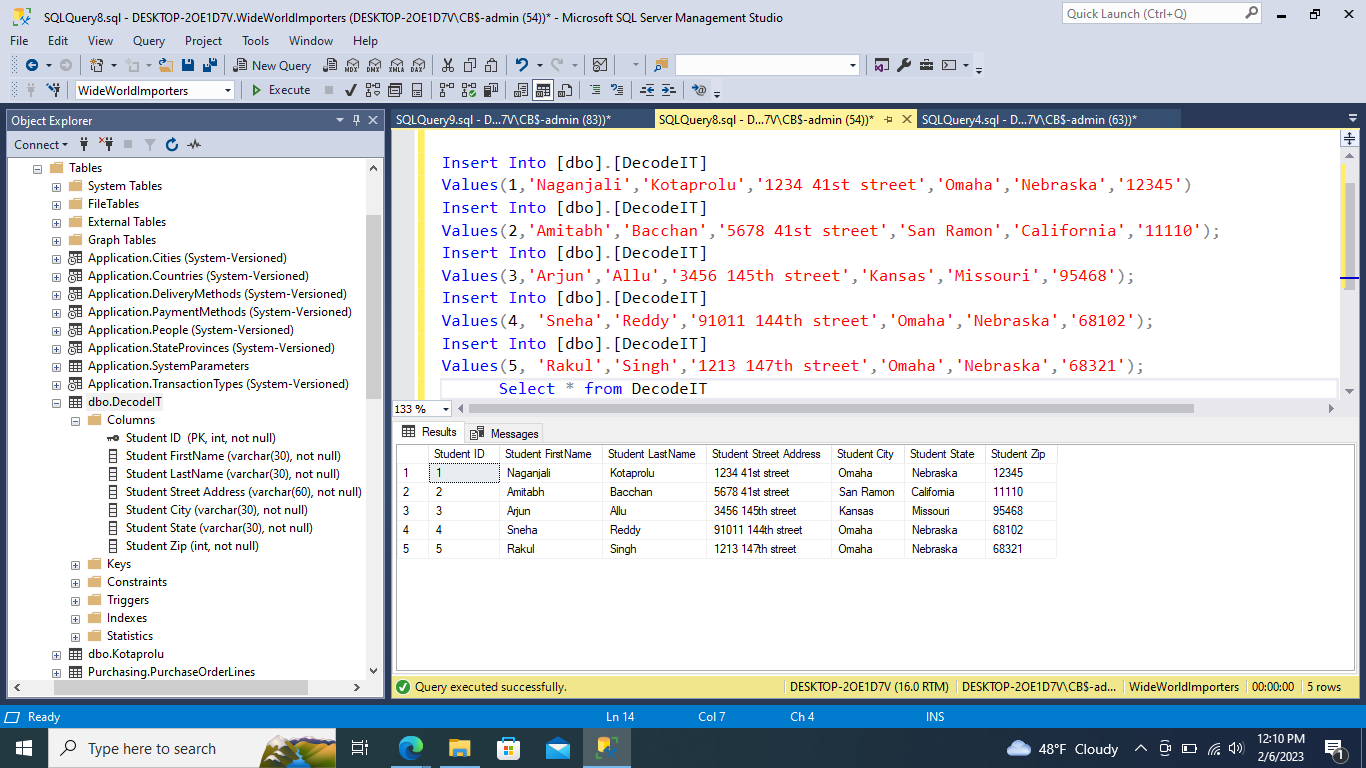 SQLQuery8.sql - DESKTOP-2OE1D7V.WideWorldImporters (DESKTOP-2OE1D7V\CB$-admin (54))* - Microsoft SQL Server Management Studio
Quick Launch (Ctrl+Q)
File Edit View Query Project Tools Window Help
New Query MDX DMX XMLA DAX
WideWorldImporters Execute
Object Explorer
SQLQuery9.sql - D...7V\CB$-admin (83))* SQLQuery8.sql - D...7V\CB$-admin (54))* SQLQuery4.sql - D...7V\CB$-admin (63))*
Connect
Tables
System Tables
FileTables
External Tables
Graph Tables
Application.Cities (System-Versioned)
Application.Countries (System-Versioned)
Application.DeliveryMethods (System-Versioned)
Application.PaymentMethods (System-Versioned)
Application.People (System-Versioned)
Application.StateProvinces (System-Versioned)
Application.SystemParameters
Application.TransactionTypes (System-Versioned)
dbo.DecodeIT
Columns
Student ID (PK, int, not null)
Student FirstName (varchar(30), not null)
Student LastName (varchar(30), not null)
Student Street Address (varchar(60), not null)
Student City (varchar(30), not null)
Student State (varchar(30), not null)
Student Zip (int, not null)
Keys
Constraints
Triggers
Indexes
Statistics
dbo.Kotaprolu
Purchasing.PurchaseOrderLines
Insert Into [dbo].[DecodeIT]
Values(1,'Naganjali','Kotaprolu','1234 41st street','Omaha','Nebraska','12345')
Insert Into [dbo].[DecodeIT]
Values(2,'Amitabh','Bacchan','5678 41st street','San Ramon','California','11110');
Insert Into [dbo].[DecodeIT]
Values(3,'Arjun','Allu','3456 145th street','Kansas','Missouri','95468');
Insert Into [dbo].[DecodeIT]
Values(4, 'Sneha','Reddy','91011 144th street','Omaha','Nebraska','68102');
Insert Into [dbo].[DecodeIT]
Values(5, 'Rakul','Singh','1213 147th street','Omaha','Nebraska','68321');
Select * from DecodeIT
133 %
Results Messages
Student ID Student FirstName Student LastName Student Street Address Student City Student State Student Zip
1 1 Naganjali Kotaprolu 1234 41st street Omaha Nebraska 12345
2 2 Amitabh Bacchan 5678 41st street San Ramon California 11110
3 3 Arjun Allu 3456 145th street Kansas Missouri 95468
4 4 Sneha Reddy 91011 144th street Omaha Nebraska 68102
5 5 Rakul Singh 1213 147th street Omaha Nebraska 68321
Query executed successfully. DESKTOP-2OE1D7V (16.0 RTM) DESKTOP-2OE1D7V\CB$-ad... WideWorldImporters 00:00:00 5 rows
Ready Ln 14 Col 7 Ch 4 INS
Type here to search 48°F Cloudy 12:10 PM
2/6/2023 1